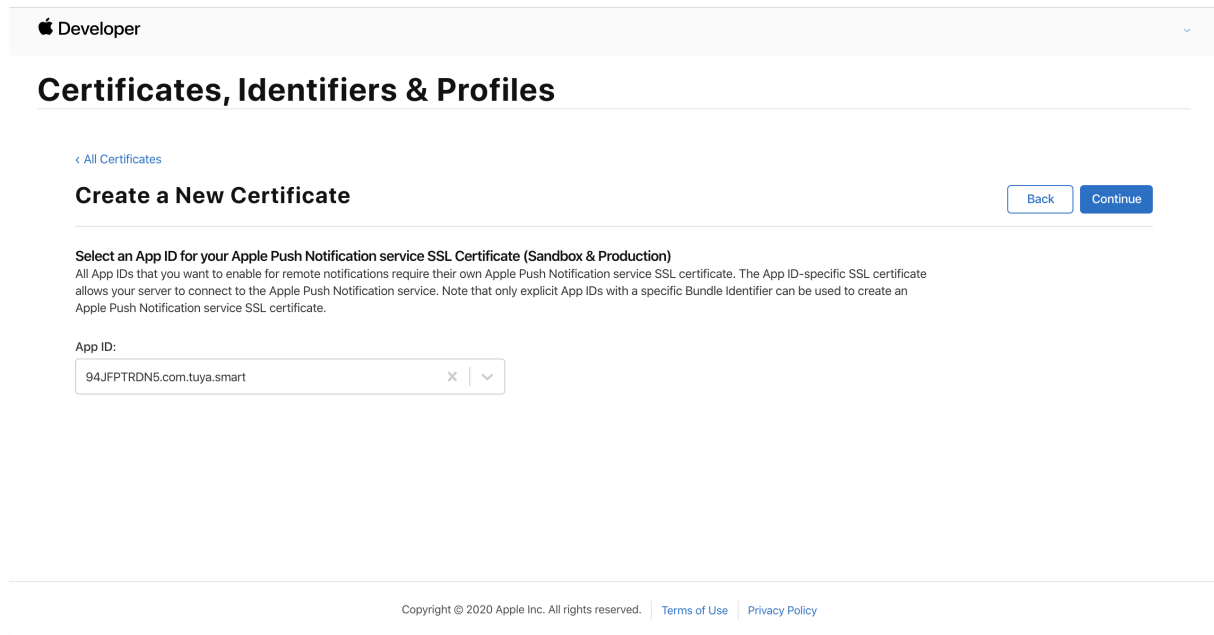 Developer
Certificates, Identifiers & Profiles
‹ All Certificates
Create a New Certificate
Back
Continue
Select an App ID for your Apple Push Notification service SSL Certificate (Sandbox & Production)
All App IDs that you want to enable for remote notifications require their own Apple Push Notification service SSL certificate. The App ID-specific SSL certificate
allows your server to connect to the Apple Push Notification service. Note that only explicit App IDs with a specific Bundle Identifier can be used to create an
Apple Push Notification service SSL certificate.
App ID:
94JFPTRDN5.com.tuya.smart
Copyright © 2020 Apple Inc. All rights reserved.
Terms of Use
Privacy Policy